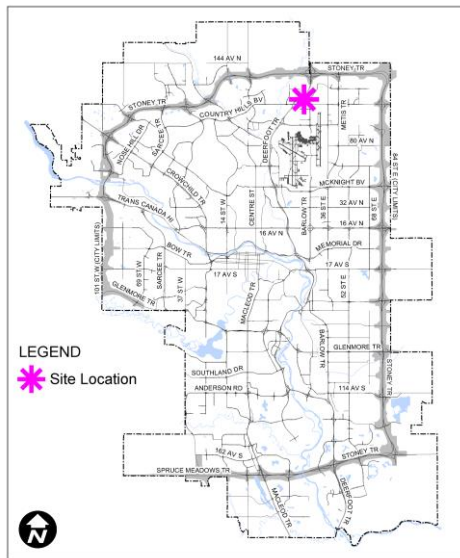 144 AV N
STONEY TR
STONEY TR
COUNTRY HILLS BV
NOSE HILL DR
SARCEE TR
DEERFOOT TR
METIS TR
80 AV N
CROWCHILD TR
MCKNIGHT BV
TRANS CANADA HI
14 ST W
CENTRE ST
BARLOW TR
36 ST E
32 AV N
68 ST E
84 ST E (CITY LIMITS)
16 AV N
16 AV N
BOW TR
MEMORIAL DR
17 AV S
17 AV S
101 ST W (CITY LIMITS)
69 ST W
SARCEE TR
37 ST W
52 ST E
GLENMORE TR
MACLEOD TR
BARLOW TR
GLENMORE TR
LEGEND
Site Location
SOUTHLAND DR
ANDERSON RD
114 AV S
STONEY TR
162 AV S
STONEY TR
SPRUCE MEADOWS TR
MACLEOD TR
DEERFOOT TR
N